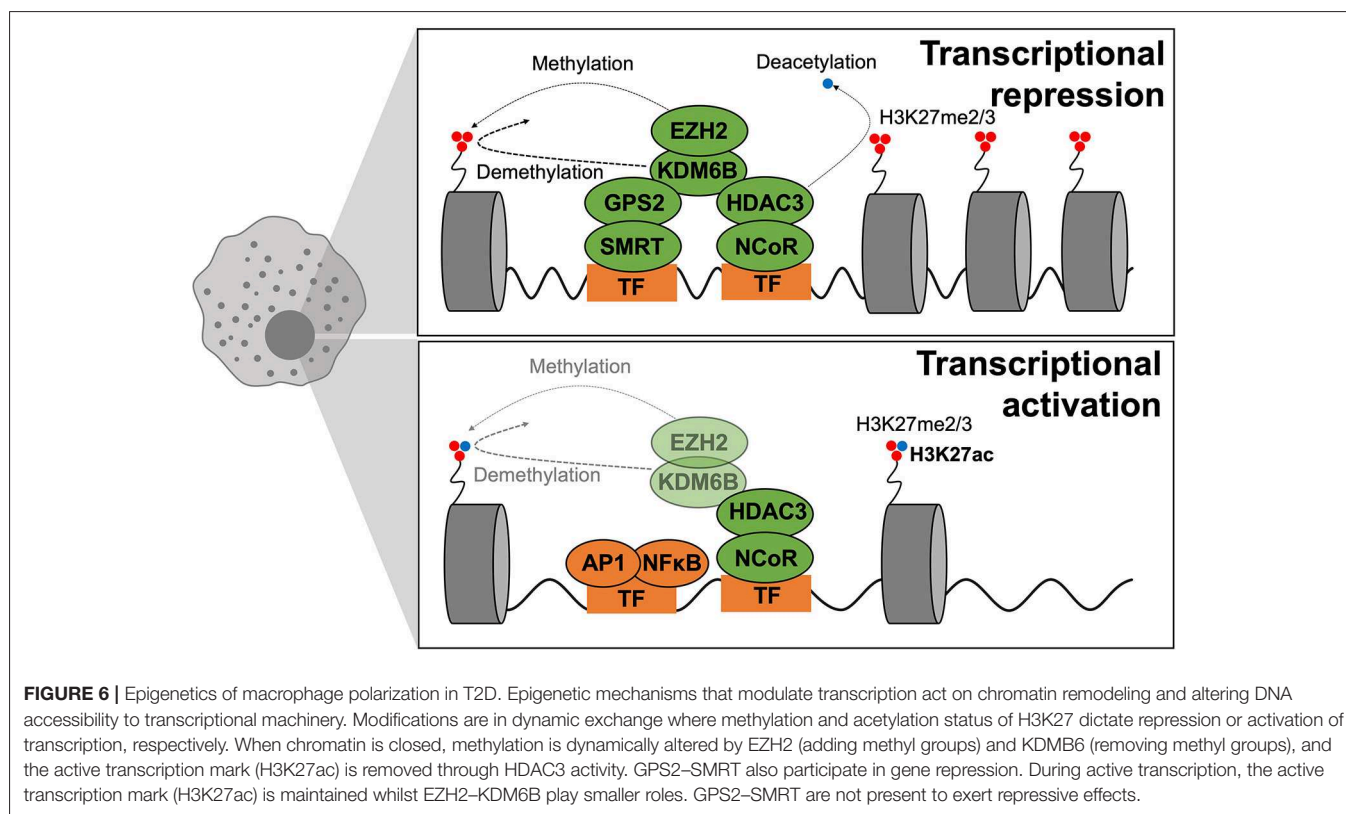 Transcriptional
repression
Methylation
Deacetylation
H3K27me2/3
EZH2
Demethylation
KDM6B
GPS2
HDAC3
SMRT
NCoR
TF
TF
Transcriptional
activation
Methylation
H3K27me2/3
EZH2
H3K27ac
Demethylation
KDM6B
HDAC3
AP1
NFκB
NCoR
TF
TF
FIGURE 6 | Epigenetics of macrophage polarization in T2D. Epigenetic mechanisms that modulate transcription act on chromatin remodeling and altering DNA
accessibility to transcriptional machinery. Modifications are in dynamic exchange where methylation and acetylation status of H3K27 dictate repression or activation of
transcription, respectively. When chromatin is closed, methylation is dynamically altered by EZH2 (adding methyl groups) and KDMB6 (removing methyl groups), and
the active transcription mark (H3K27ac) is removed through HDAC3 activity. GPS2–SMRT also participate in gene repression. During active transcription, the active
transcription mark (H3K27ac) is maintained whilst EZH2–KDM6B play smaller roles. GPS2–SMRT are not present to exert repressive effects.